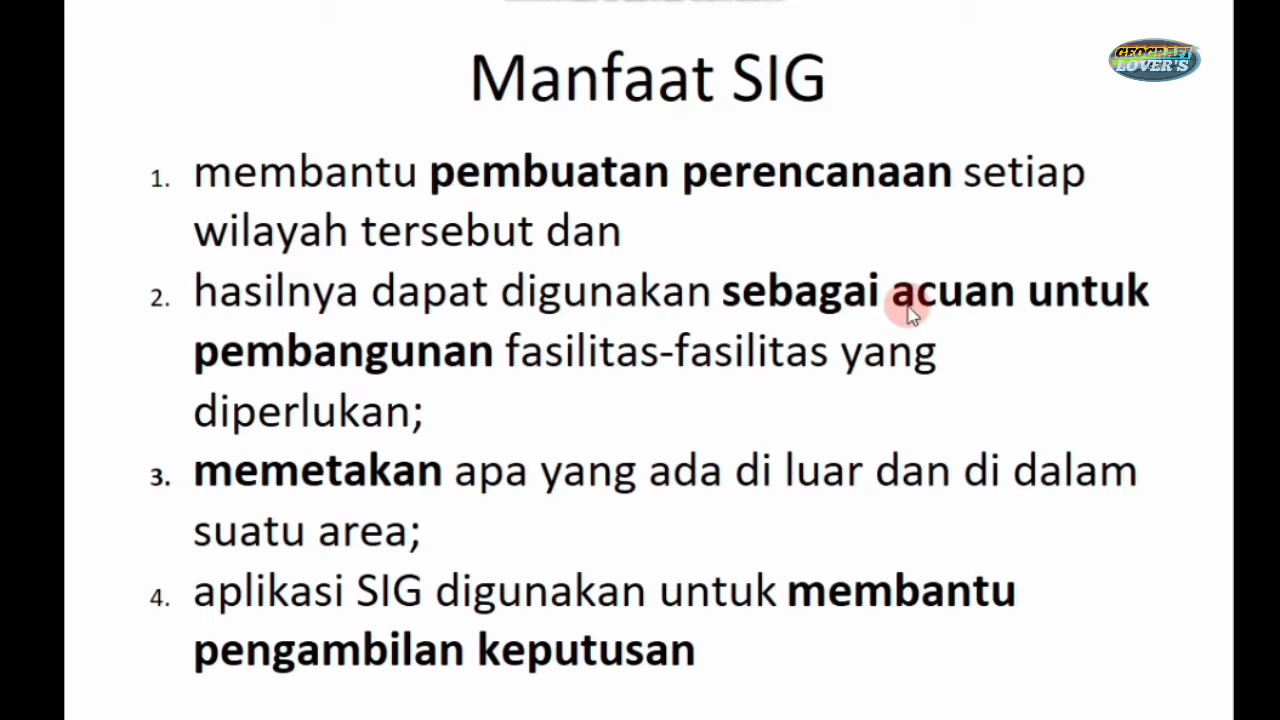 Manfaat SIG
GEOGRAFI
LOVER'S
1. membantu pembuatan perencanaan setiap
wilayah tersebut dan
2. hasilnya dapat digunakan sebagai acuan untuk
pembangunan fasilitas-fasilitas yang
diperlukan;
3. memetakan apa yang ada di luar dan di dalam
suatu area;
4. aplikasi SIG digunakan untuk membantu
pengambilan keputusan